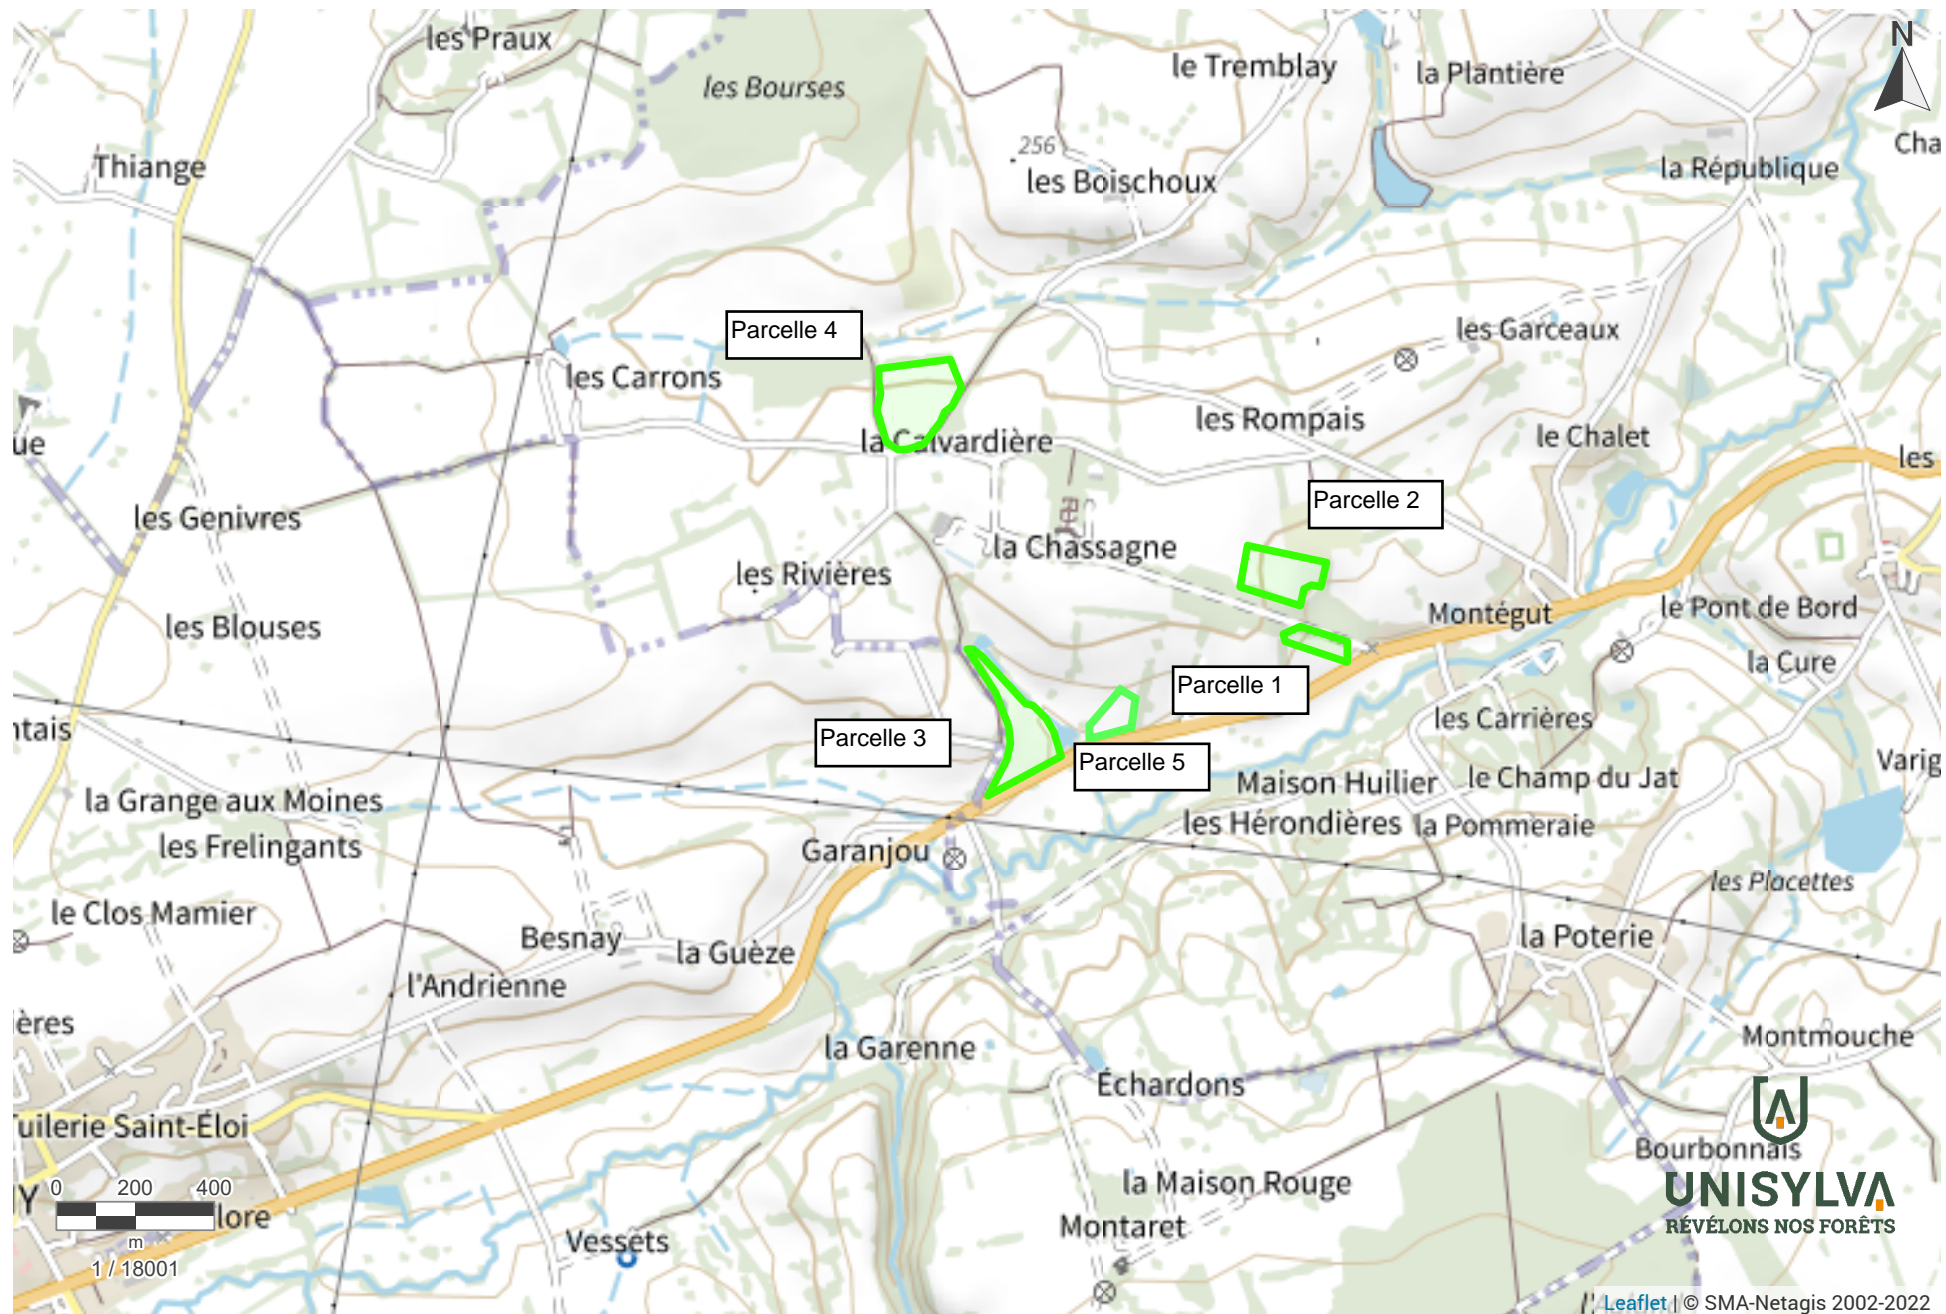 les Praux
les Bourses
le Tremblay
la Plantière
N
256
Thiange
les Boischoux
la République
Cha
Parcelle 4
les Garceaux
les Carrons
les Rompais
la Calvardière
le Chalet
ue
les
Parcelle 2
les Genivres
la Chassagne
les Rivières
les Blouses
Montégut
le Pont de Bord
la Cure
Parcelle 1
les Carrières
ntais
Parcelle 3
Parcelle 5
Varig
Maison Huilier
le Champ du Jat
la Grange aux Moines
les Hérondières
la Pommeraie
les Frelingants
Garanjou
les Placettes
le Clos Mamier
Besnay
la Guèze
la Poterie
l'Andrienne
ères
la Garenne
Montmouche
Échardons
uilerie Saint-Éloi
Bourbonnais
la Maison Rouge
UNISYLVA
RÉVÉLONS NOS FORÊTS
Y
0 200 400
lore
m
Montaret
Vessets
1 / 18001
Leaflet | © SMA-Netagis 2002-2022